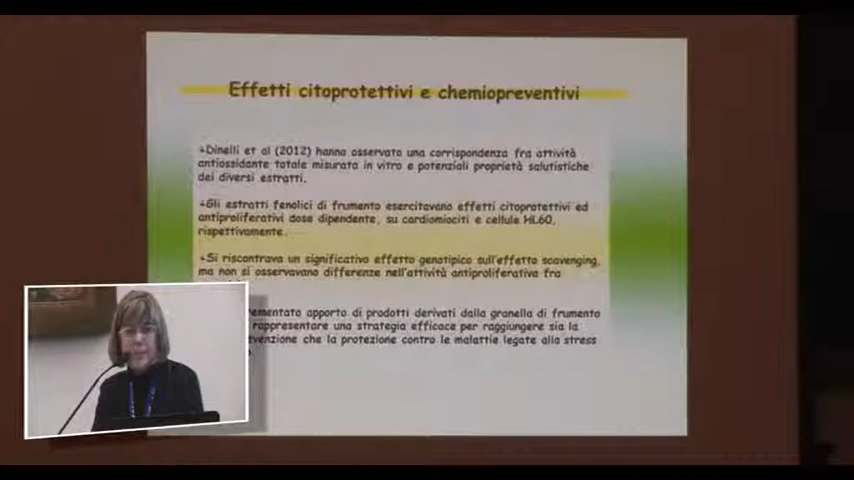 Effetti citoprotettivi e chemiopreventivi
Dinelli et al (2012) hanno osservato una corrispondenza fra attività
antiossidante totale misurata in vitro e potenziali proprietà salutistiche
dei diversi estratti.
Gli estratti fenolici di frumento esercitavano effetti citoprotettivi ed
antiproliferativi dose dipendente, su cardiomiociti e cellule HL60,
rispettivamente.
Si riscontrava un significativo effetto genatipico sull'effetto scavenging,
ma non si osservavano differenze nell'attività antiproliferativa fra
apporto di prodotti derivati dalla granella di frumento
rappresentare una strategia efficace per raggiungere sia la
che la protezione contro le malattie legate alla stress